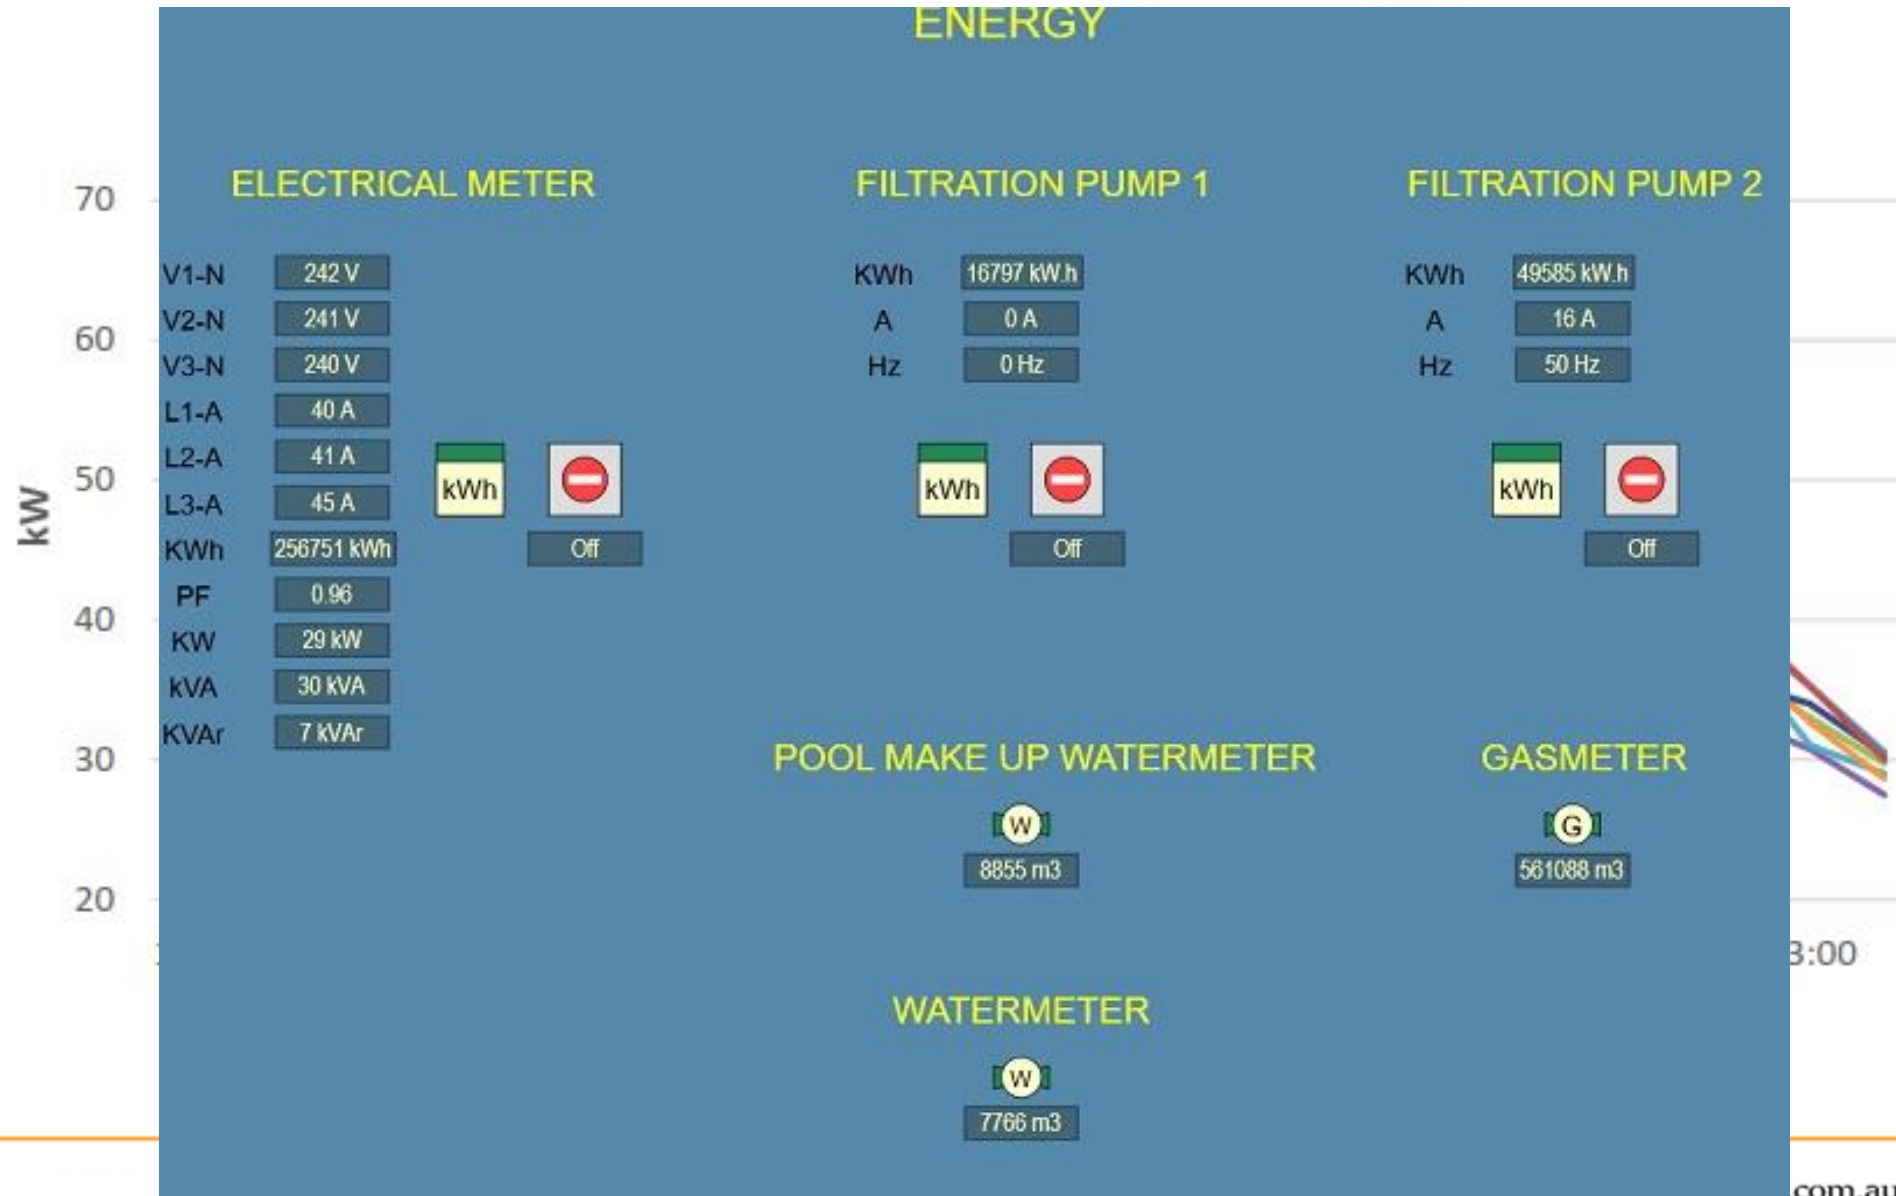 ENERGY
ELECTRICAL METER
FILTRATION PUMP 1
FILTRATION PUMP 2
V1-N 242 V
V2-N 241 V
V3-N 240 V
L1-A 40 A
L2-A 41 A
L3-A 45 A
KWh 256751 kWh
PF 0.96
KW 29 kW
kVA 30 kVA
KVAr 7 kVAr
kWh
Off
KWh 16797 kW.h
A 0 A
Hz 0 Hz
kWh
Off
KWh 49585 kW.h
A 16 A
Hz 50 Hz
kWh
Off
POOL MAKE UP WATERMETER
W
8855 m3
GASMETER
G
561088 m3
WATERMETER
W
7766 m3
kW
70
60
50
40
30
20
3:00
com.au